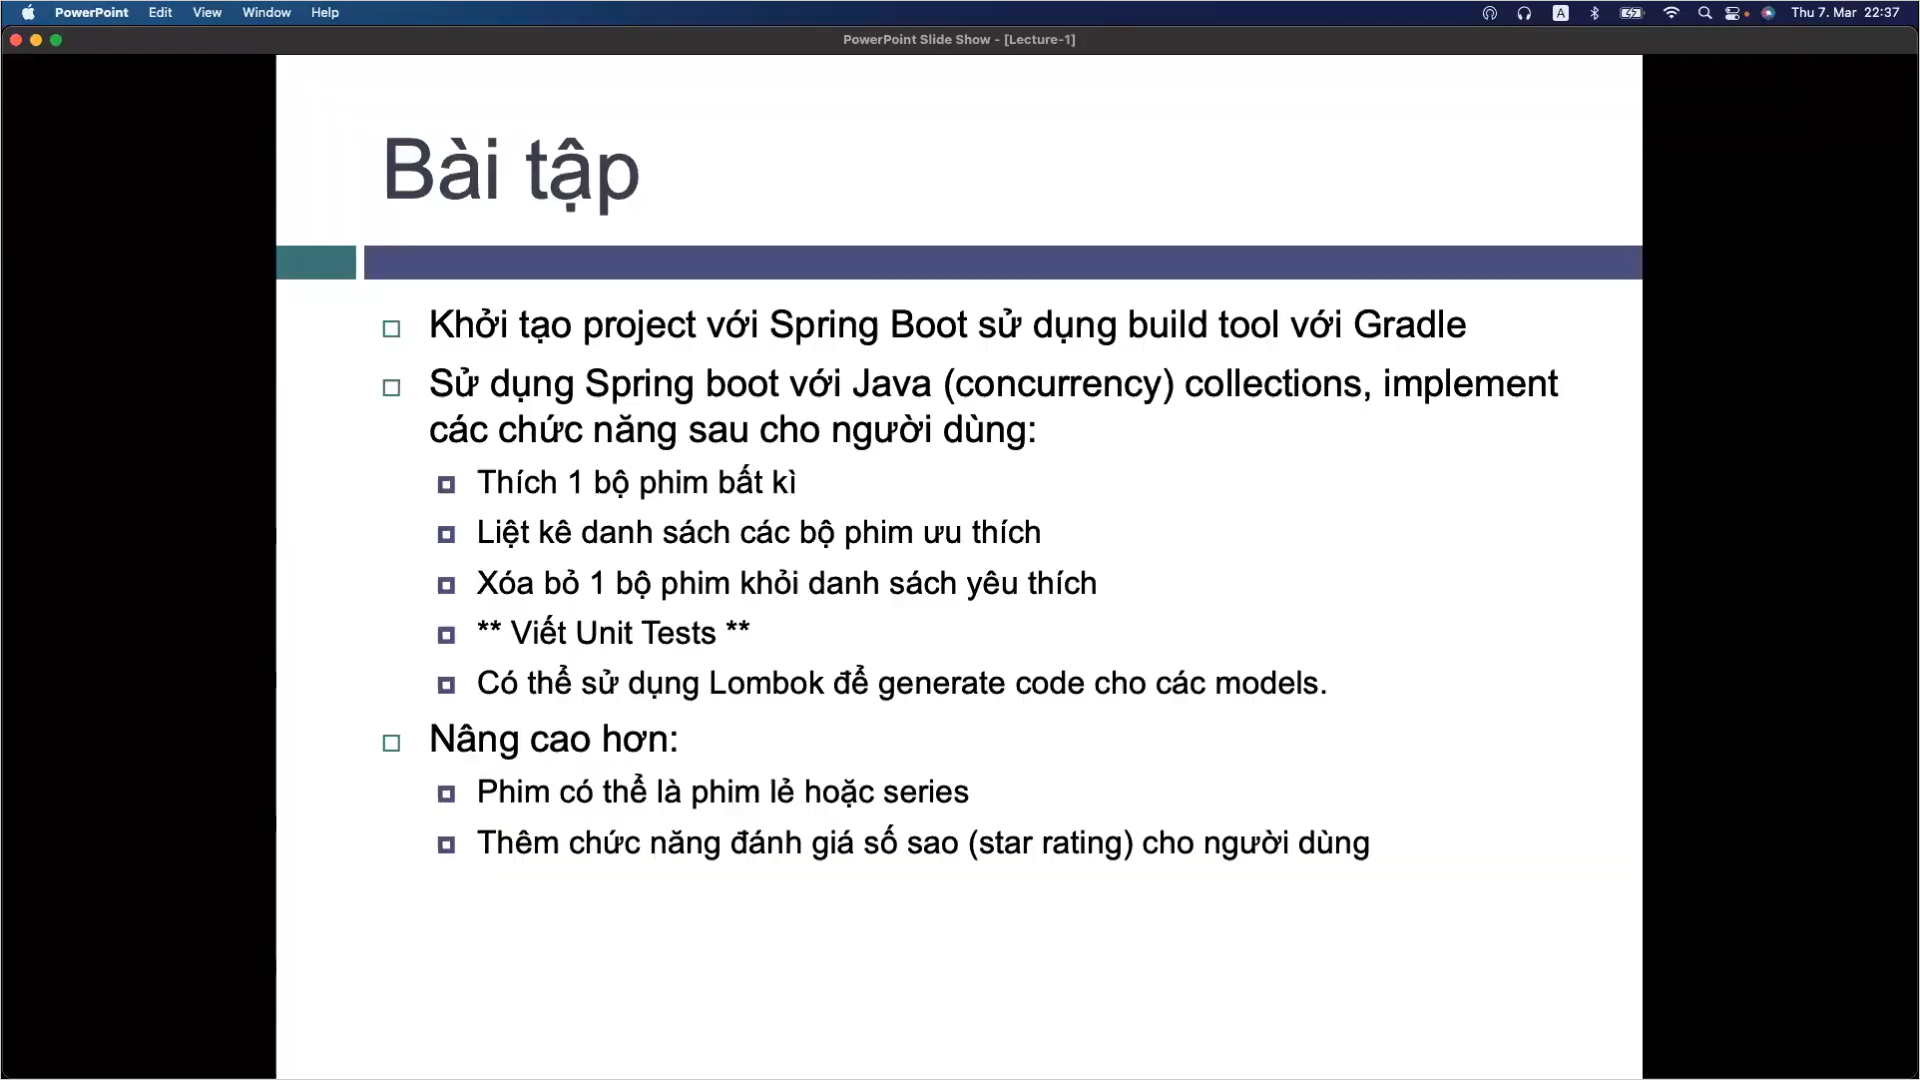 PowerPoint Edit View Window Help
A
Thu 7. Mar 22:37
PowerPoint Slide Show - [Lecture-1]
Bài tập
Khởi tạo project với Spring Boot sử dụng build tool với Gradle
Sử dụng Spring boot với Java (concurrency) collections, implement
các chức năng sau cho người dùng:
Thích 1 bộ phim bất kì
Liệt kê danh sách các bộ phim ưu thích
Xóa bỏ 1 bộ phim khỏi danh sách yêu thích
** Viết Unit Tests **
Có thể sử dụng Lombok để generate code cho các models.
Nâng cao hơn:
Phim có thể là phim lẻ hoặc series
Thêm chức năng đánh giá số sao (star rating) cho người dùng